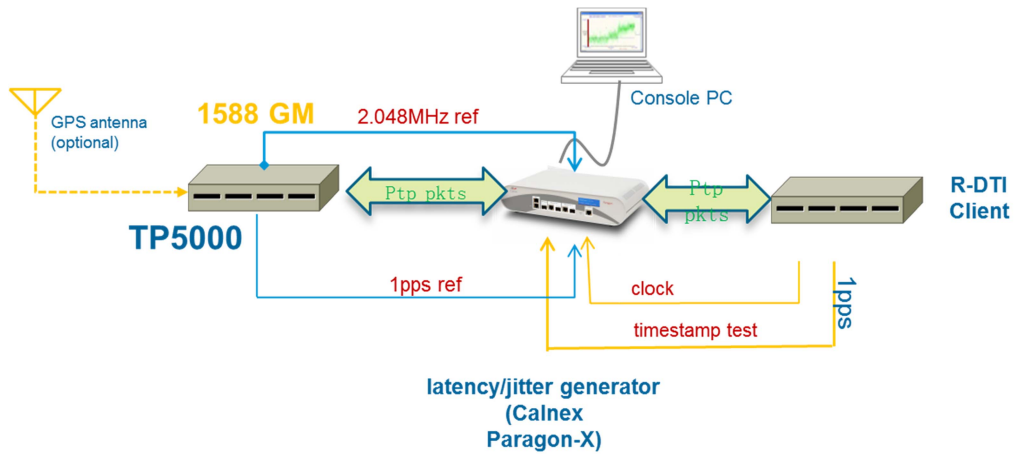 GPS antenna
(optional)
1588 GM
2.048MHz ref
Console PC
Ptp pkts
Ptp
pkts
R-DTI
Client
TP5000
1pps ref
clock
timestamp test
1pps
latency/jitter generator
(Calnex
Paragon-X)